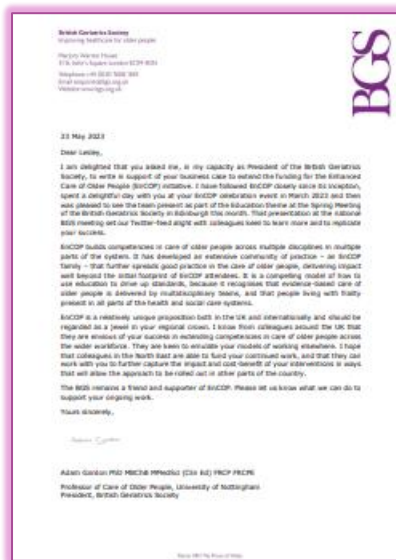 British Geriatrics Society
Improving healthcare for older people
Marjory Warren House
31 St John's Square London EC1M 4DN
BGS
23 May 2023
Dear Lesley,
I am delighted that you asked me, in my capacity as President of the British Geriatrics
Society, to write in support of your business case to extend the funding for the Enhanced
Care of Older People (EnCOP) initiative. I have followed EnCOP closely since its inception,
spent a delightful day with you at your EnCOP celebration event in March 2022 and then
was pleased to see the team present as part of the Education theme at the Spring Meeting
of the British Geriatrics Society in Edinburgh this month. That presentation at the national
BGS meeting set our Twitter-feed alight with colleagues keen to learn more and to replicate
your success.
EnCOP builds competencies in care of older people across multiple disciplines in multiple
parts of the system. It has developed an extensive community of practice – an EnCOP
family – that further spreads good practice in the care of older people, delivering impact
well beyond the initial footprint of EnCOP attendees. It is a compelling model of how to
use education to drive up standards, because it recognises that evidence-based care of
older people is delivered by multidisciplinary teams, and that people living with frailty
present in all parts of the health and social care systems.
EnCOP is a relatively unique proposition both in the UK and internationally and should be
regarded as a jewel in your regional crown. I know from colleagues around the UK that
they are envious of your success in extending competencies in care of older people across
the wider workforce. They are keen to emulate your models of working elsewhere. I hope
that colleagues in the North East are able to fund your continued work, and that they can
work with you to further capture the impact and cost-benefit of your interventions in ways
that will allow the approach to be rolled out in other parts of the country.
The BGS remains a friend and supporter of EnCOP. Please let us know what we can do to
support your ongoing work.
Yours sincerely,
Adam Gordon PhD MBChB MMedSci (Clin Ed) FRCP FRCPE
Professor of Care of Older People, University of Nottingham
President, British Geriatrics Society